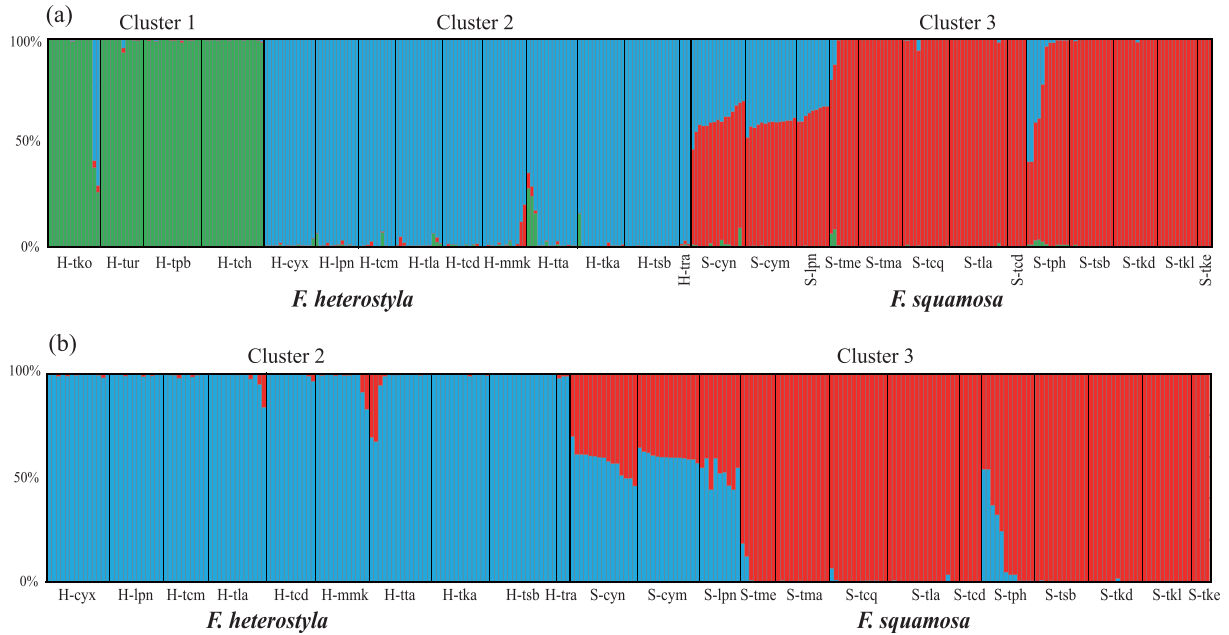 (a)
Cluster 1 Cluster 2 Cluster 3
100%
50%
0%
H-tko H-tur H-tpb H-tch H-cyx H-lpn H-tcm H-tla H-tcd H-mmk H-tta H-tka H-tsb H-tra S-cyn S-cym S-lpn S-tme S-tma S-tcq S-tla S-tcd S-tph S-tsb S-tkd S-tkl S-tke
F. heterostyla F. squamosa
(b)
Cluster 2 Cluster 3
100%
50%
0%
H-cyx H-lpn H-tcm H-tla H-tcd H-mmk H-tta H-tka H-tsb H-tra S-cyn S-cym S-lpn S-tme S-tma S-tcq S-tla S-tcd S-tph S-tsb S-tkd S-tkl S-tke
F. heterostyla F. squamosa